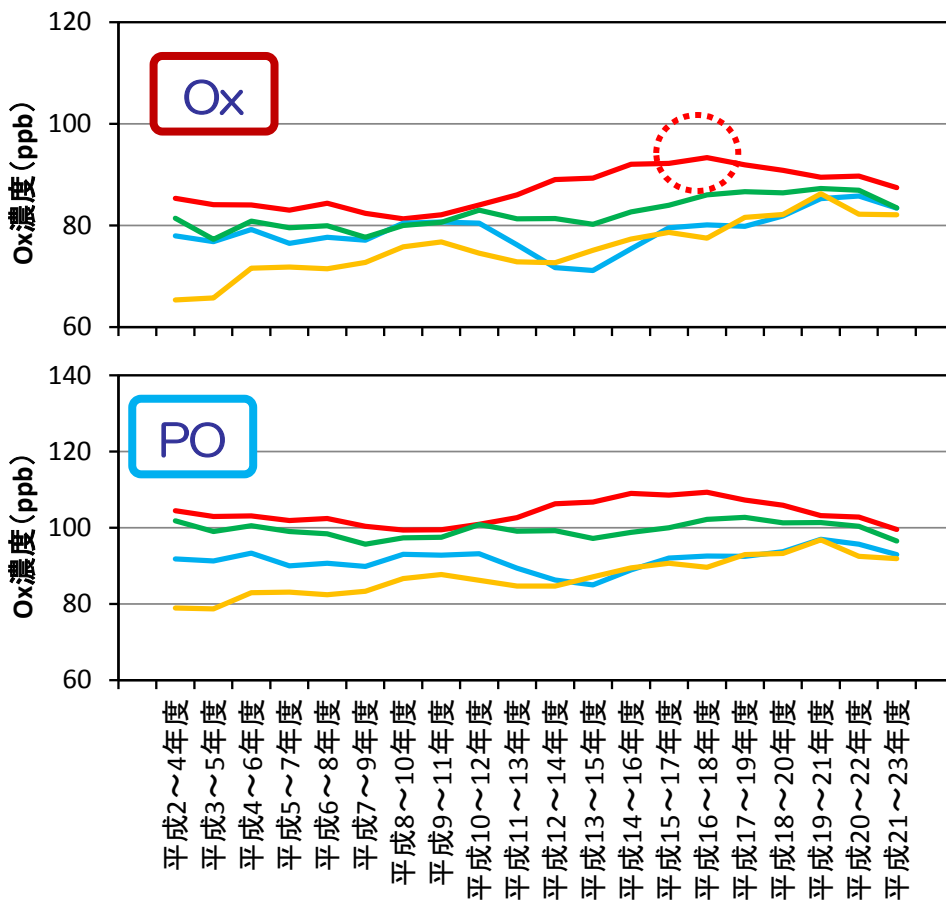 120
100
80
60
Ox濃度(ppb)
Ox
140
120
100
80
60
Ox濃度(ppb)
PO
平成2～4年度
平成3～5年度
平成4～6年度
平成5～7年度
平成6～8年度
平成7～9年度
平成8～10年度
平成9～11年度
平成10～12年度
平成11～13年度
平成12～14年度
平成13～15年度
平成14～16年度
平成15～17年度
平成16～18年度
平成17～19年度
平成18～20年度
平成19～21年度
平成20～22年度
平成21～23年度